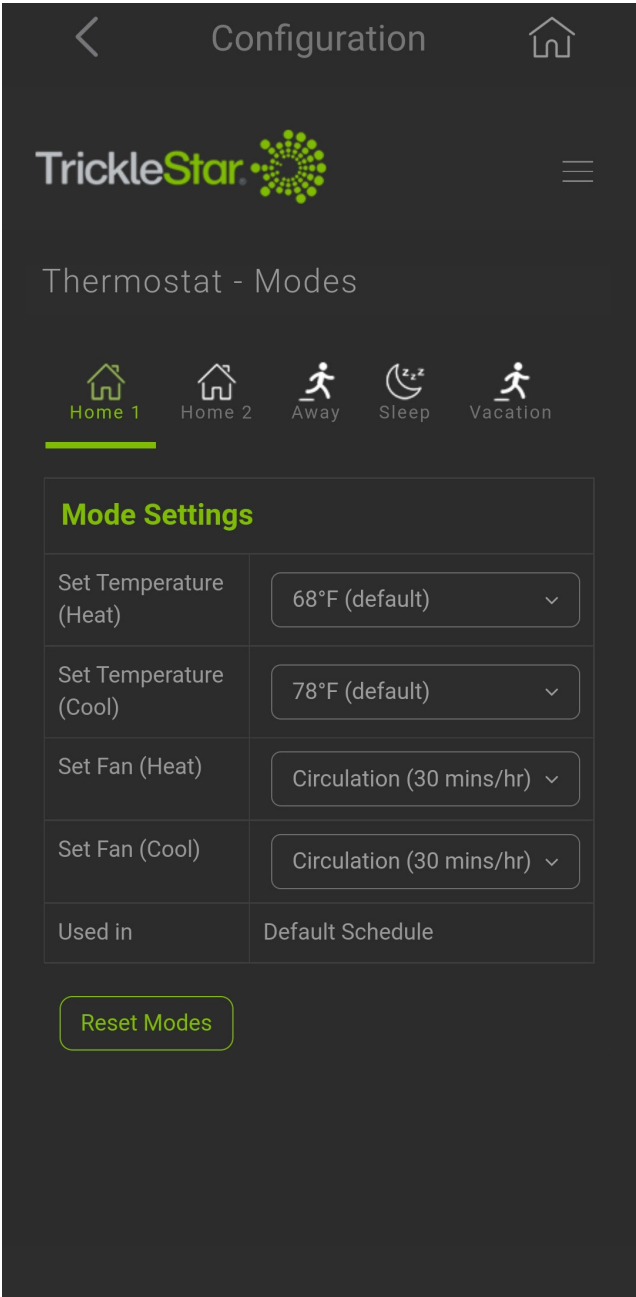 Configuration
TrickleStar®
Thermostat - Modes
Home 1 Home 2 Away Sleep Vacation
Mode Settings
Set Temperature (Heat)
68°F (default)
Set Temperature (Cool)
78°F (default)
Set Fan (Heat)
Circulation (30 mins/hr)
Set Fan (Cool)
Circulation (30 mins/hr)
Used in
Default Schedule
Reset Modes